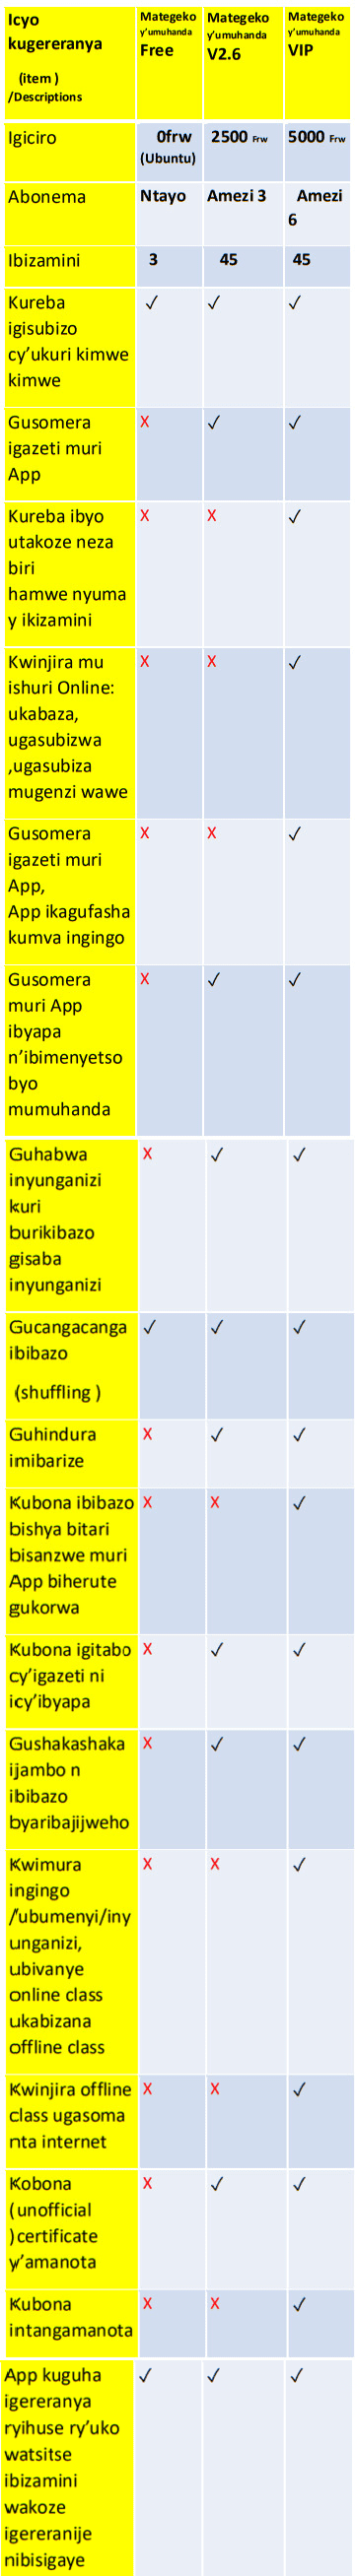 Icyo
kugereranya
(item )
/Descriptions
Mategeko
y'umuhanda
Free
Mategeko
y'umuhanda
V2.6
Mategeko
y'umuhanda
VIP
Igiciro
0frw
(Ubuntu)
2500 Frw
5000 Frw
Abonema
Ntayo
Amezi 3
Amezi
6
Ibizamini
3
45
45
Kureba
igisubizo
cy'ukuri kimwe
kimwe
✓ ✓ ✓
Gusomera
igazeti muri
App
X ✓ ✓
Kureba ibyo
utakoze neza
biri
hamwe nyuma
y ikizamini
X X ✓
Kwinjira mu
ishuri Online:
ukabaza,
ugasubizwa
,ugasubiza
mugenzi wawe
X X ✓
Gusomera
igazeti muri
App,
App ikagufasha
kumva ingingo
X X ✓
Gusomera
muri App
ibyapa
n'ibimenyetso
byo
mumuhanda
X ✓ ✓
Guhabwa
inyunganizi
kuri
burikibazo
gisaba
inyunganizi
X ✓ ✓
Gucangacanga
ibibazo
(shuffling )
✓ ✓ ✓
Guhindura
imibarize
X ✓ ✓
Kubona ibibazo
bishya bitari
bisanzwe muri
App biherute
gukorwa
X X ✓
Kubona igitabo
cy'igazeti ni
icy'ibyapa
X ✓ ✓
Gushakashaka
ijambo n
ibibazo
byaribajijweho
X ✓ ✓
Kwimura
ingingo
/ubumenyi/iny
unganizi,
ubivanye
online class
ukabizana
offline class
X X ✓
Kwinjira offline
class ugasoma
nta internet
X X ✓
Kobona
(unofficial
)certificate
y'amanota
X ✓ ✓
Kubona
intangamanota
X X ✓
App kuguha
igereranya
ryihuse ry'uko
watsitse
ibizamini
wakoze
igereranije
nibisigaye
✓ ✓ ✓